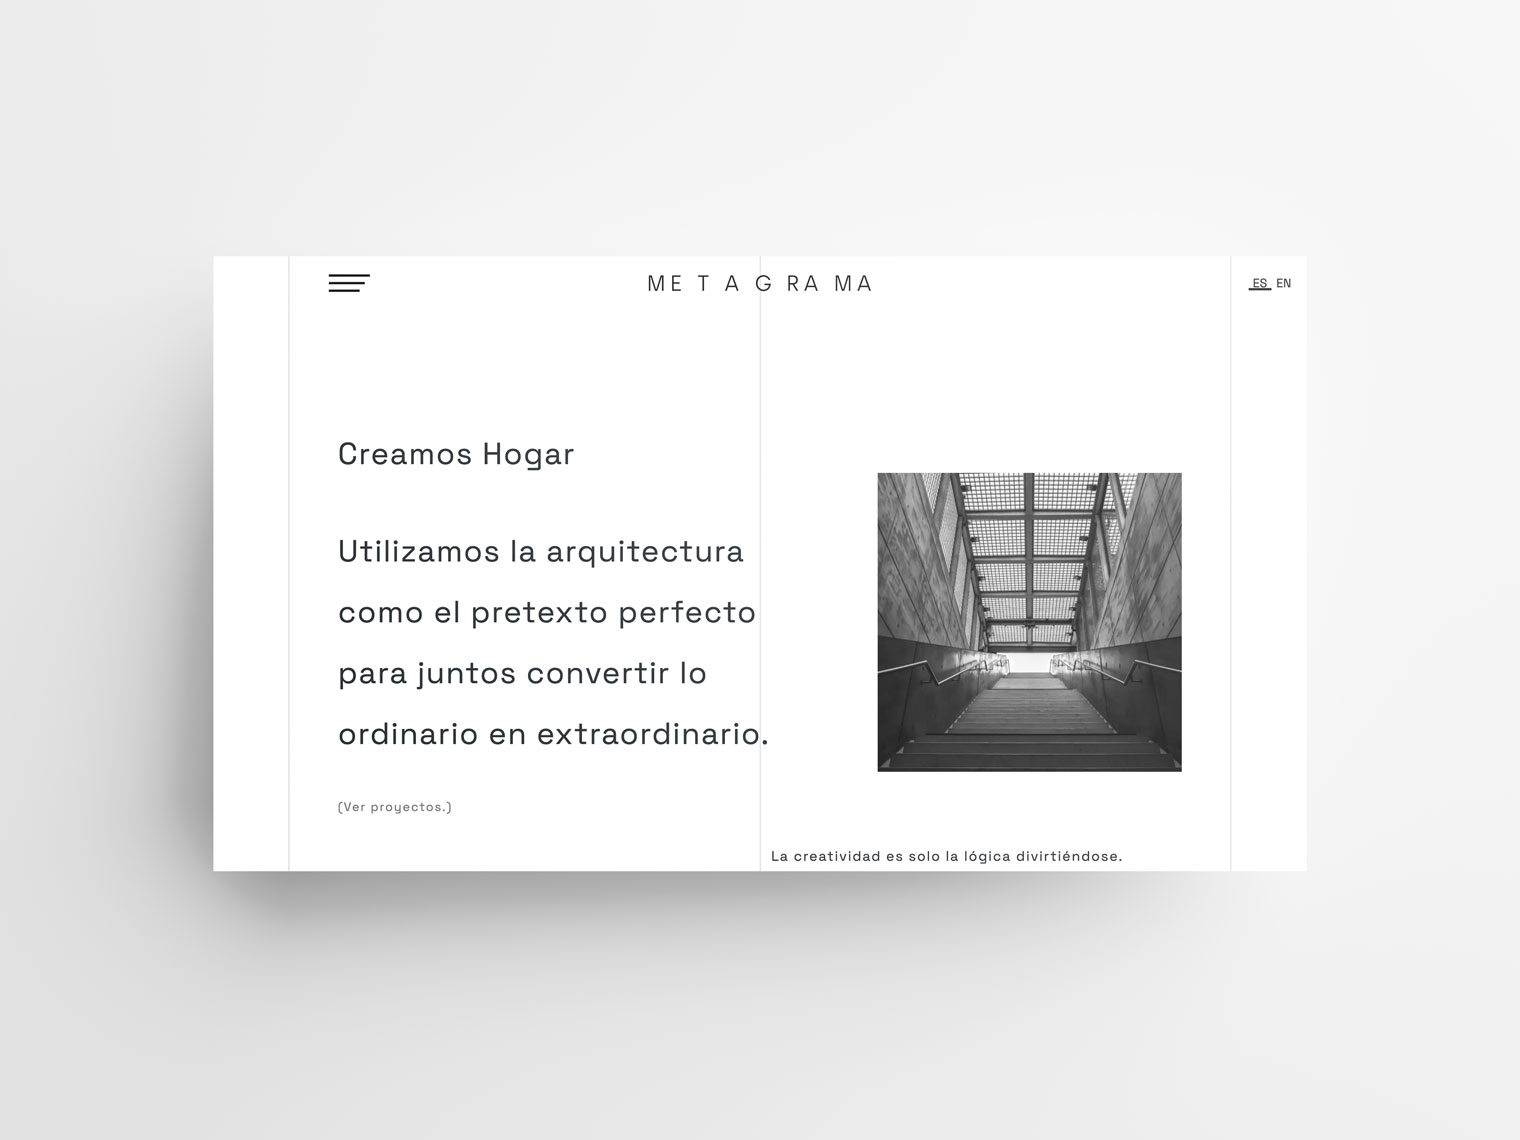 ME T A G RA MA
ES EN
Creamos Hogar
Utilizamos la arquitectura
como el pretexto perfecto
para juntos convertir lo
ordinario en extraordinario.
(Ver proyectos.)
La creatividad es solo la lógica divirtiéndose.